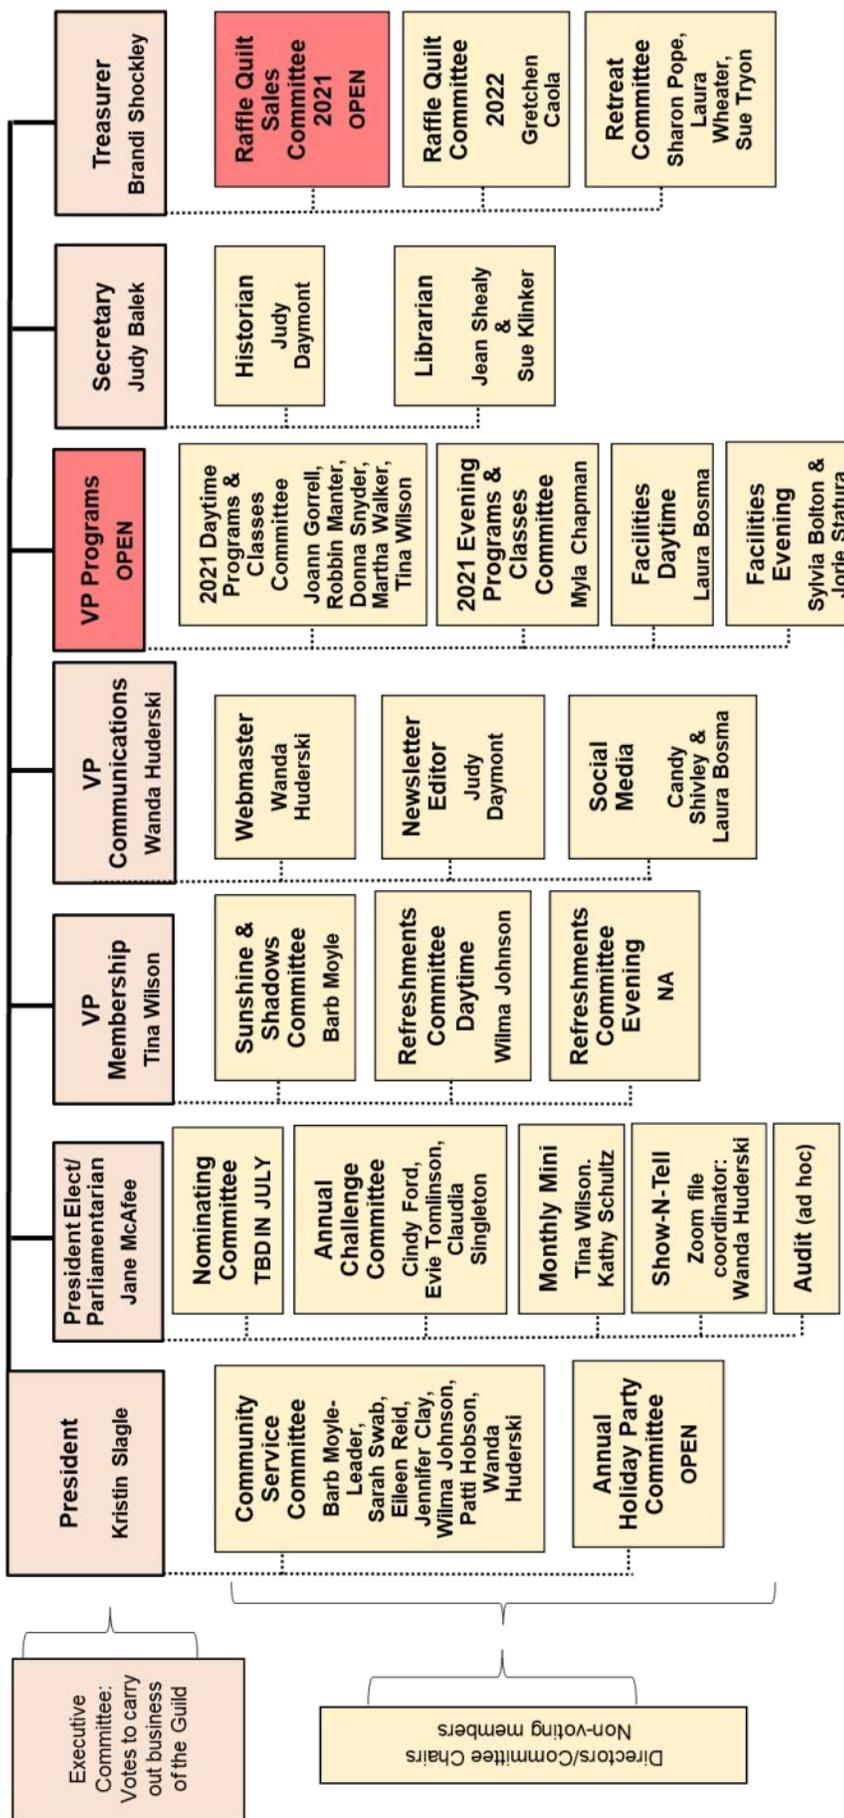 Executive
Committee:
Votes to carry
out business
of the Guild
Directors/Committee Chairs
Non-voting members
President
Kristin Slagle
Community
Service
Committee
Barb Moyle-
Leader,
Sarah Swab,
Eileen Reid,
Jennifer Clay,
Wilma Johnson,
Patti Hobson,
Wanda
Huderski
Annual
Holiday Party
Committee
OPEN
President Elect/
Parliamentarian
Jane McAfee
Nominating
Committee
TBD IN JULY
Annual
Challenge
Committee
Cindy Ford,
Evie Tomlinson,
Claudia
Singleton
Monthly Mini
Tina Wilson.
Kathy Schultz
Show-N-Tell
Zoom file
coordinator:
Wanda Huderski
Audit (ad hoc)
VP
Membership
Tina Wilson
Sunshine &
Shadows
Committee
Barb Moyle
Refreshments
Committee
Daytime
Wilma Johnson
Refreshments
Committee
Evening
NA
VP
Communications
Wanda Huderski
Webmaster
Wanda
Huderski
Newsletter
Editor
Judy
Daymont
Social
Media
Candy
Shivley &
Laura Bosma
VP Programs
OPEN
2021 Daytime
Programs &
Classes
Committee
Joann Gorrell,
Robbin Manter,
Donna Snyder,
Martha Walker,
Tina Wilson
2021 Evening
Programs &
Classes
Committee
Myla Chapman
Facilities
Daytime
Laura Bosma
Facilities
Evening
Sylvia Bolton &
Jorie Statura
Secretary
Judy Balek
Historian
Judy
Daymont
Librarian
Jean Shealy
&
Sue Klinker
Treasurer
Brandi Shockley
Raffle Quilt
Sales
Committee
2021
OPEN
Raffle Quilt
Committee
2022
Gretchen
Caola
Retreat
Committee
Sharon Pope,
Laura
Wheater,
Sue Tryon